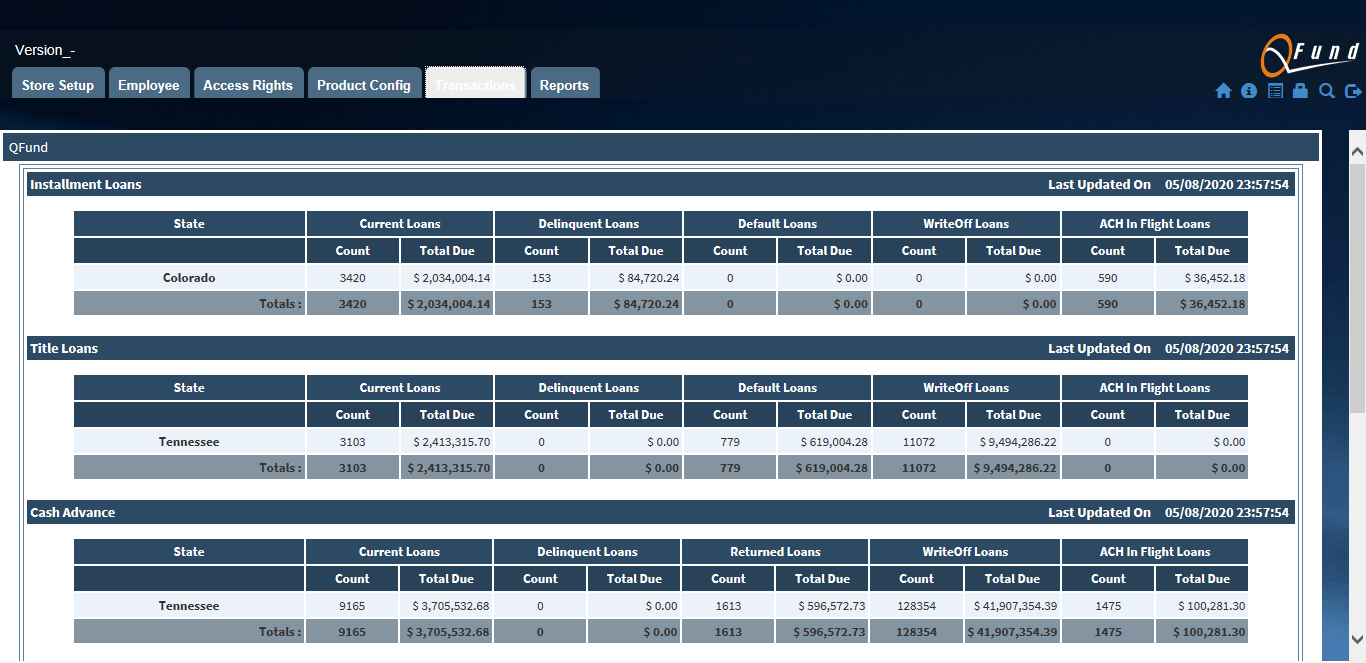 Version_-
QFund
Store Setup Employee Access Rights Product Config Transactions Reports
QFund
Installment Loans Last Updated On 05/08/2020 23:57:54
State Current Loans Delinquent Loans Default Loans WriteOff Loans ACH In Flight Loans
Count Total Due Count Total Due Count Total Due Count Total Due Count Total Due
Colorado 3420 $ 2,034,004.14 153 $ 84,720.24 0 $ 0.00 0 $ 0.00 590 $ 36,452.18
Totals : 3420 $ 2,034,004.14 153 $ 84,720.24 0 $ 0.00 0 $ 0.00 590 $ 36,452.18
Title Loans Last Updated On 05/08/2020 23:57:54
State Current Loans Delinquent Loans Default Loans WriteOff Loans ACH In Flight Loans
Count Total Due Count Total Due Count Total Due Count Total Due Count Total Due
Tennessee 3103 $ 2,413,315.70 0 $ 0.00 779 $ 619,004.28 11072 $ 9,494,286.22 0 $ 0.00
Totals : 3103 $ 2,413,315.70 0 $ 0.00 779 $ 619,004.28 11072 $ 9,494,286.22 0 $ 0.00
Cash Advance Last Updated On 05/08/2020 23:57:54
State Current Loans Delinquent Loans Returned Loans WriteOff Loans ACH In Flight Loans
Count Total Due Count Total Due Count Total Due Count Total Due Count Total Due
Tennessee 9165 $ 3,705,532.68 0 $ 0.00 1613 $ 596,572.73 128354 $ 41,907,354.39 1475 $ 100,281.30
Totals : 9165 $ 3,705,532.68 0 $ 0.00 1613 $ 596,572.73 128354 $ 41,907,354.39 1475 $ 100,281.30